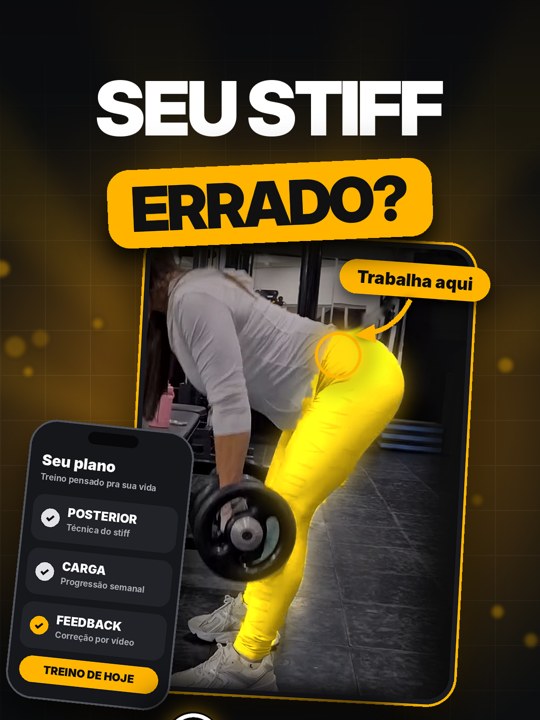 SEU STIFF
ERRADO?
Trabalha aqui
Seu plano
Treino pensado pra sua vida
POSTERIOR
Técnica do stiff
CARGA
Progressão semanal
FEEDBACK
Correção por vídeo
TREINO DE HOJE